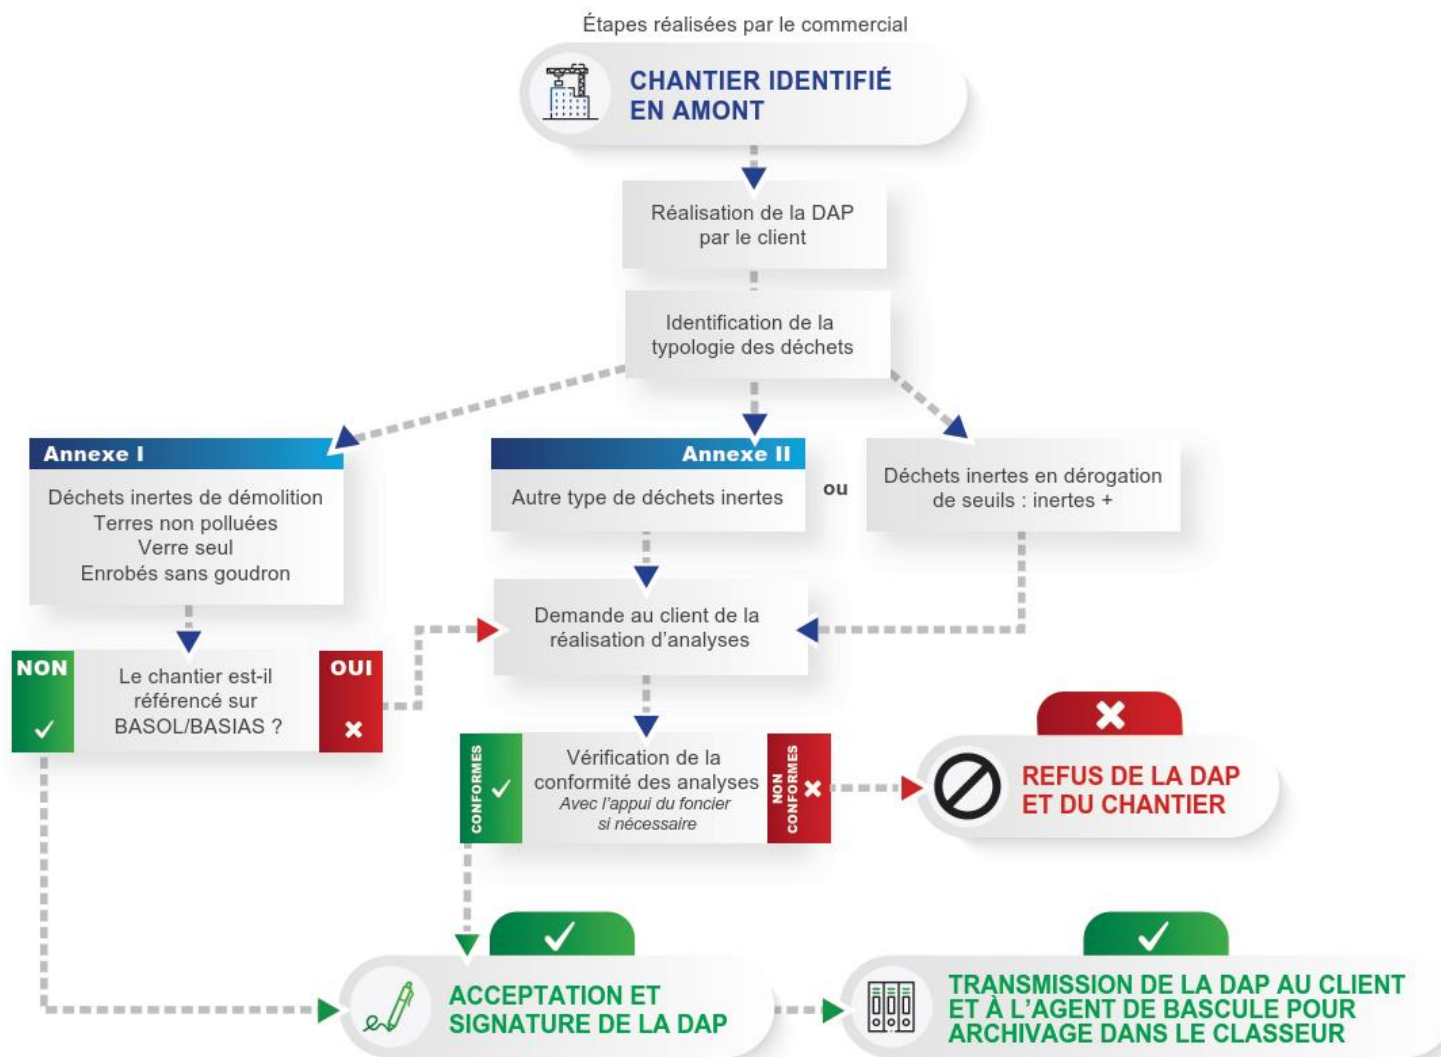 Étapes réalisées par le commercial
CHANTIER IDENTIFIÉ
EN AMONT
Réalisation de la DAP
par le client
Identification de la
typologie des déchets
Annexe I
Déchets inertes de démolition
Terres non polluées
Verre seul
Enrobés sans goudron
Annexe II
Autre type de déchets inertes
ou
Déchets inertes en dérogation
de seuils : inertes +
Demande au client de la
réalisation d'analyses
NON
Le chantier est-il
référencé sur
BASOL/BASIAS ?
OUI
CONFORMES
Vérification de la
conformité des analyses
Avec l'appui du foncier
si nécessaire
NON
CONFORMES
REFUS DE LA DAP
ET DU CHANTIER
ACCEPTATION ET
SIGNATURE DE LA DAP
TRANSMISSION DE LA DAP AU CLIENT
ET À L'AGENT DE BASCULE POUR
ARCHIVAGE DANS LE CLASSEUR